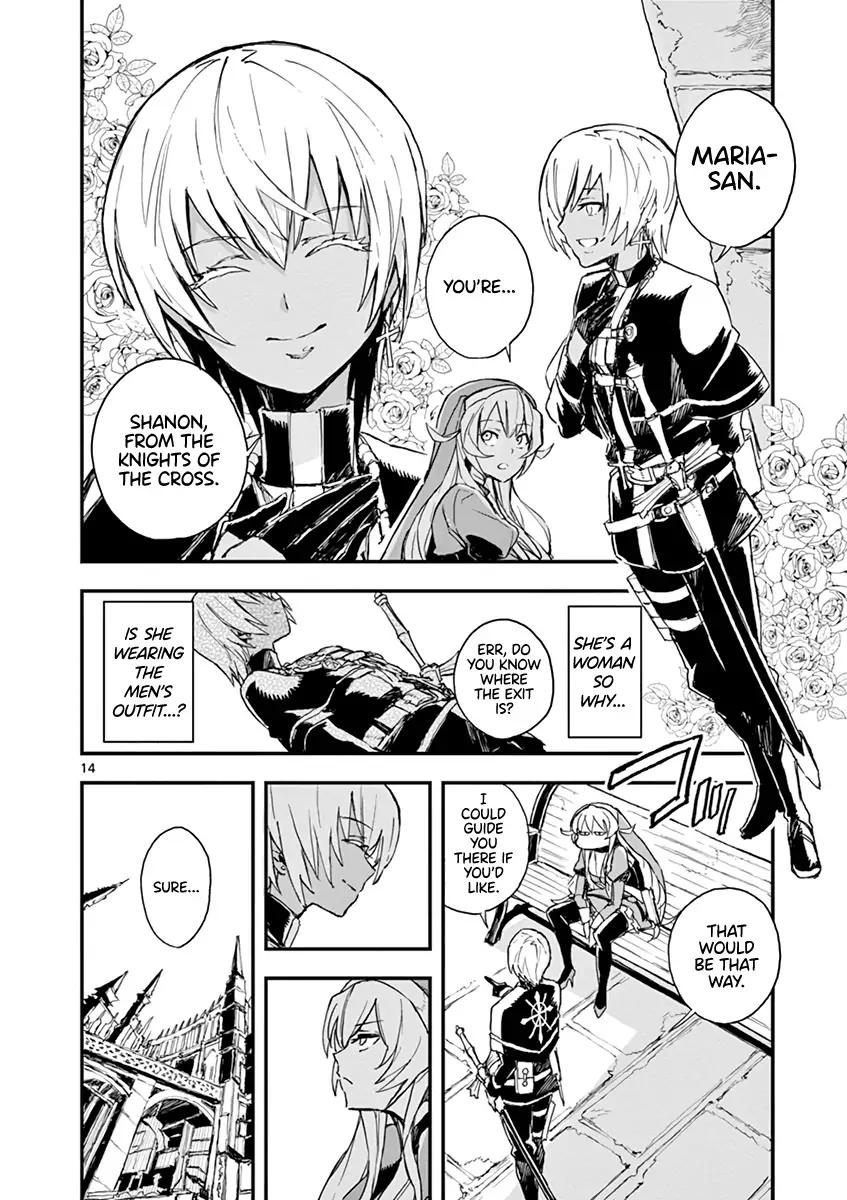 MARIA-
SAN.
YOU'RE...
SHANON,
FROM THE
KNIGHTS OF
THE CROSS.
SHE'S A
WOMAN
SO
WHY...
ERR, DO
YOU KNOW
WHERE
THE EXIT
IS?
IS SHE
WEARING
THE
MEN'S
OUTFIT...?
14
THAT
WOULD
BE THAT
WAY.
I
COULD
GUIDE
YOU
THERE IF
YOU'D
LIKE.
SURE...